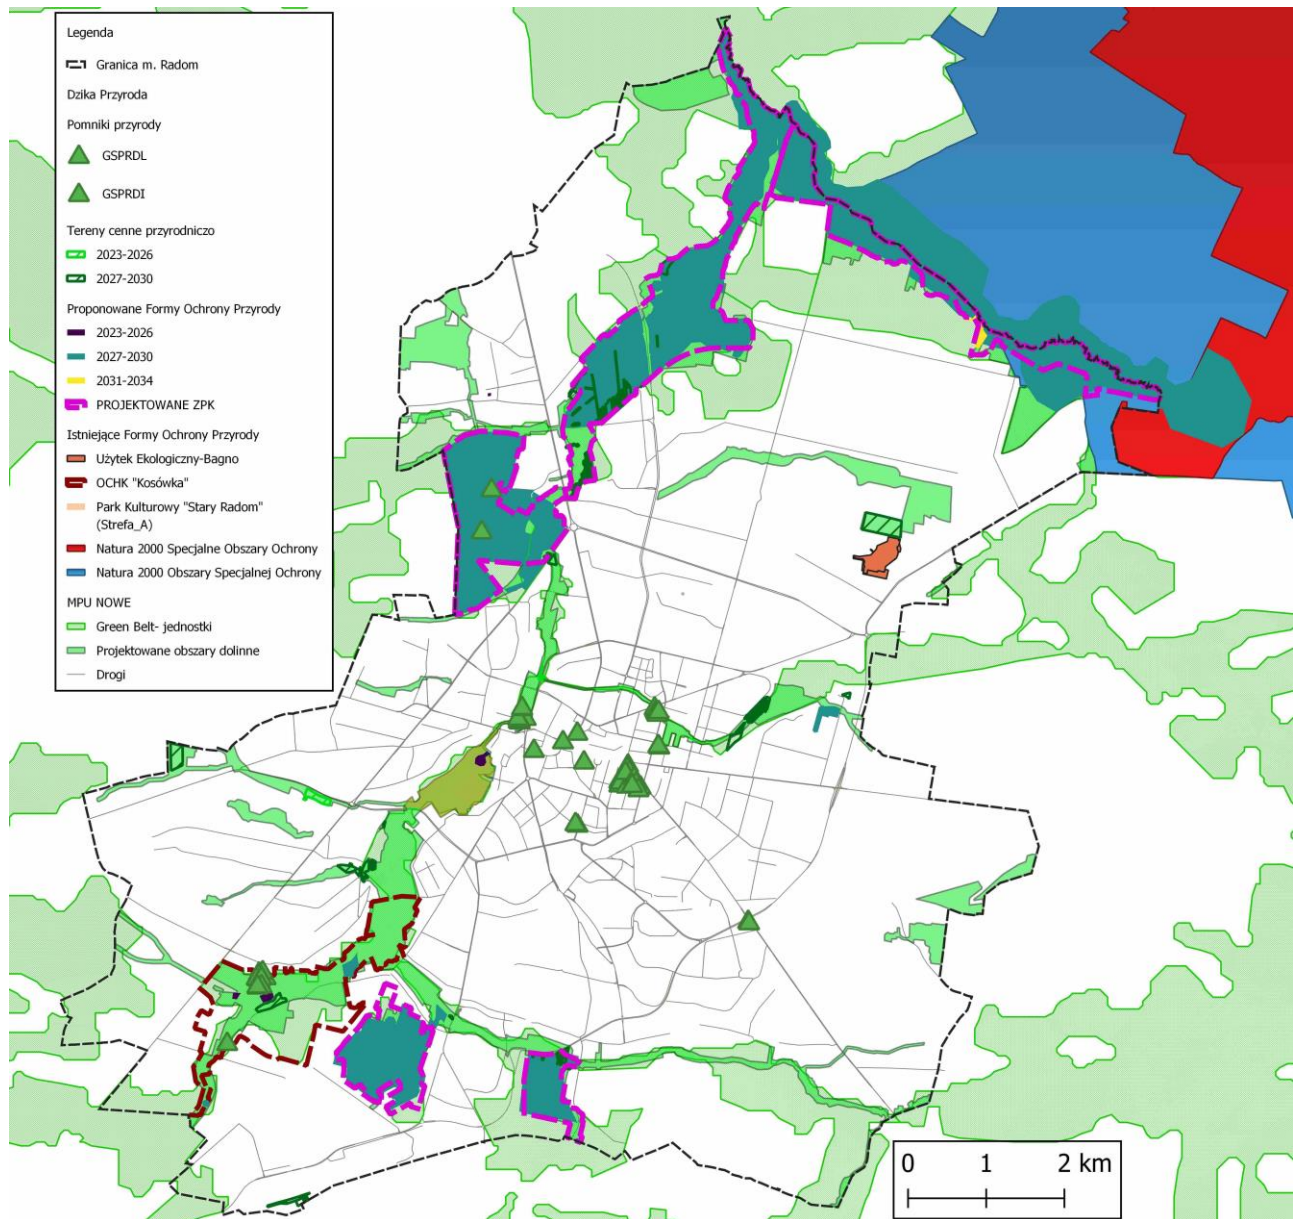 Legenda
Granica m. Radom
Dzika Przyroda
Pomniki przyrody
GSPRDL
GSPRDI
Tereny cenne przyrodniczo
2023-2026
2027-2030
Proponowane Formy Ochrony Przyrody
2023-2026
2027-2030
2031-2034
PROJEKTOWANE ZPK
Istniejące Formy Ochrony Przyrody
Użytek Ekologiczny-Bagno
OCHK "Kosówka"
Park Kulturowy "Stary Radom"
(Strefa_A)
Natura 2000 Specjalne Obszary Ochrony
Natura 2000 Obszary Specjalnej Ochrony
MPU NOWE
Green Belt- jednostki
Projektowane obszary dolinne
Drogi
0 1 2 km